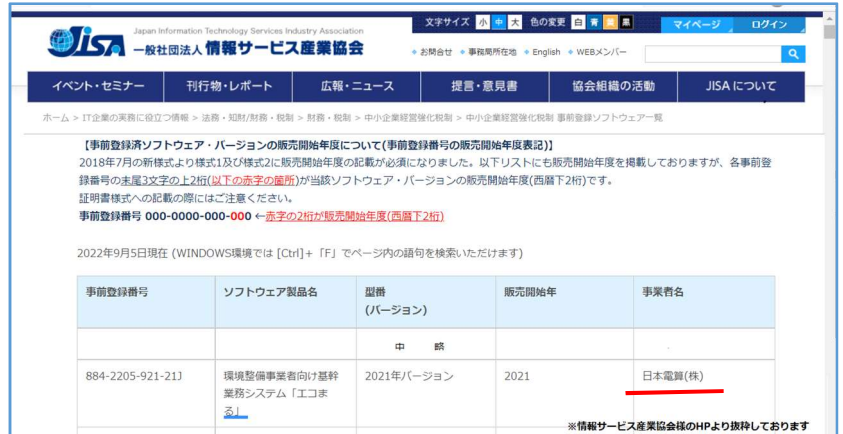 JiSA
Japan Information Technology Services Industry Association
一般社団法人 情報サービス産業協会
文字サイズ 小 中 大 色の変更 白 青 黄 黒
マイページ ログイン
お問合せ 事務局所在地 English WEBメンバー
イベント・セミナー 刊行物・レポート 広報・ニュース 提言・意見書 協会組織の活動 JISA について
ホーム > IT企業の実務に役立つ情報 > 法務・知財/財務・税制 > 財務・税制 > 中小企業経営強化税制 > 中小企業経営強化税制 事前登録ソフトウェア一覧
【事前登録済ソフトウェア・バージョンの販売開始年度について(事前登録番号の販売開始年度表記)】
2018年7月の新様式より様式1及び様式2に販売開始年度の記載が必須になりました。以下リストにも販売開始年度を掲載しておりますが、各事前登
録番号の末尾3文字の上2桁(以下の赤字の箇所)が当該ソフトウェア・バージョンの販売開始年度(西暦下2桁)です。
証明書様式への記載の際にはご注意ください。
事前登録番号 000-0000-000-000 ←赤字の2桁が販売開始年度(西暦下2桁)
2022年9月5日現在 (WINDOWS環境では [Ctrl]+「F」でページ内の語句を検索いただけます)
事前登録番号 ソフトウェア製品名 型番 販売開始年 事業者名
(バージョン)
中 略
884-2205-921-21J 環境整備事業者向け基幹 2021年バージョン 2021 日本電算(株)
業務システム「エコま
る」
※情報サービス産業協会様のHPより抜粋しております